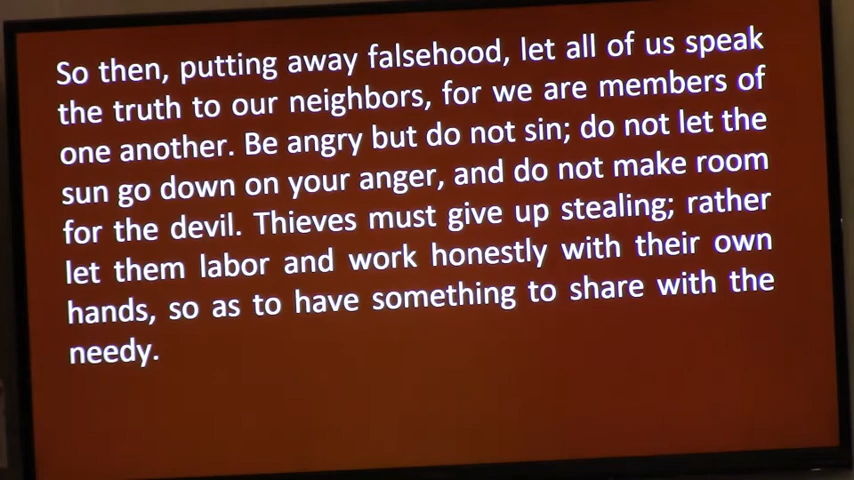 So then, putting away falsehood, let all of us speak
the truth to our neighbors, for we are members of
one another. Be angry but do not sin; do not let the
sun go down on your anger, and do not make room
for the devil. Thieves must give up stealing; rather
let them labor and work honestly with their own
hands, so as to have something to share with the
needy.